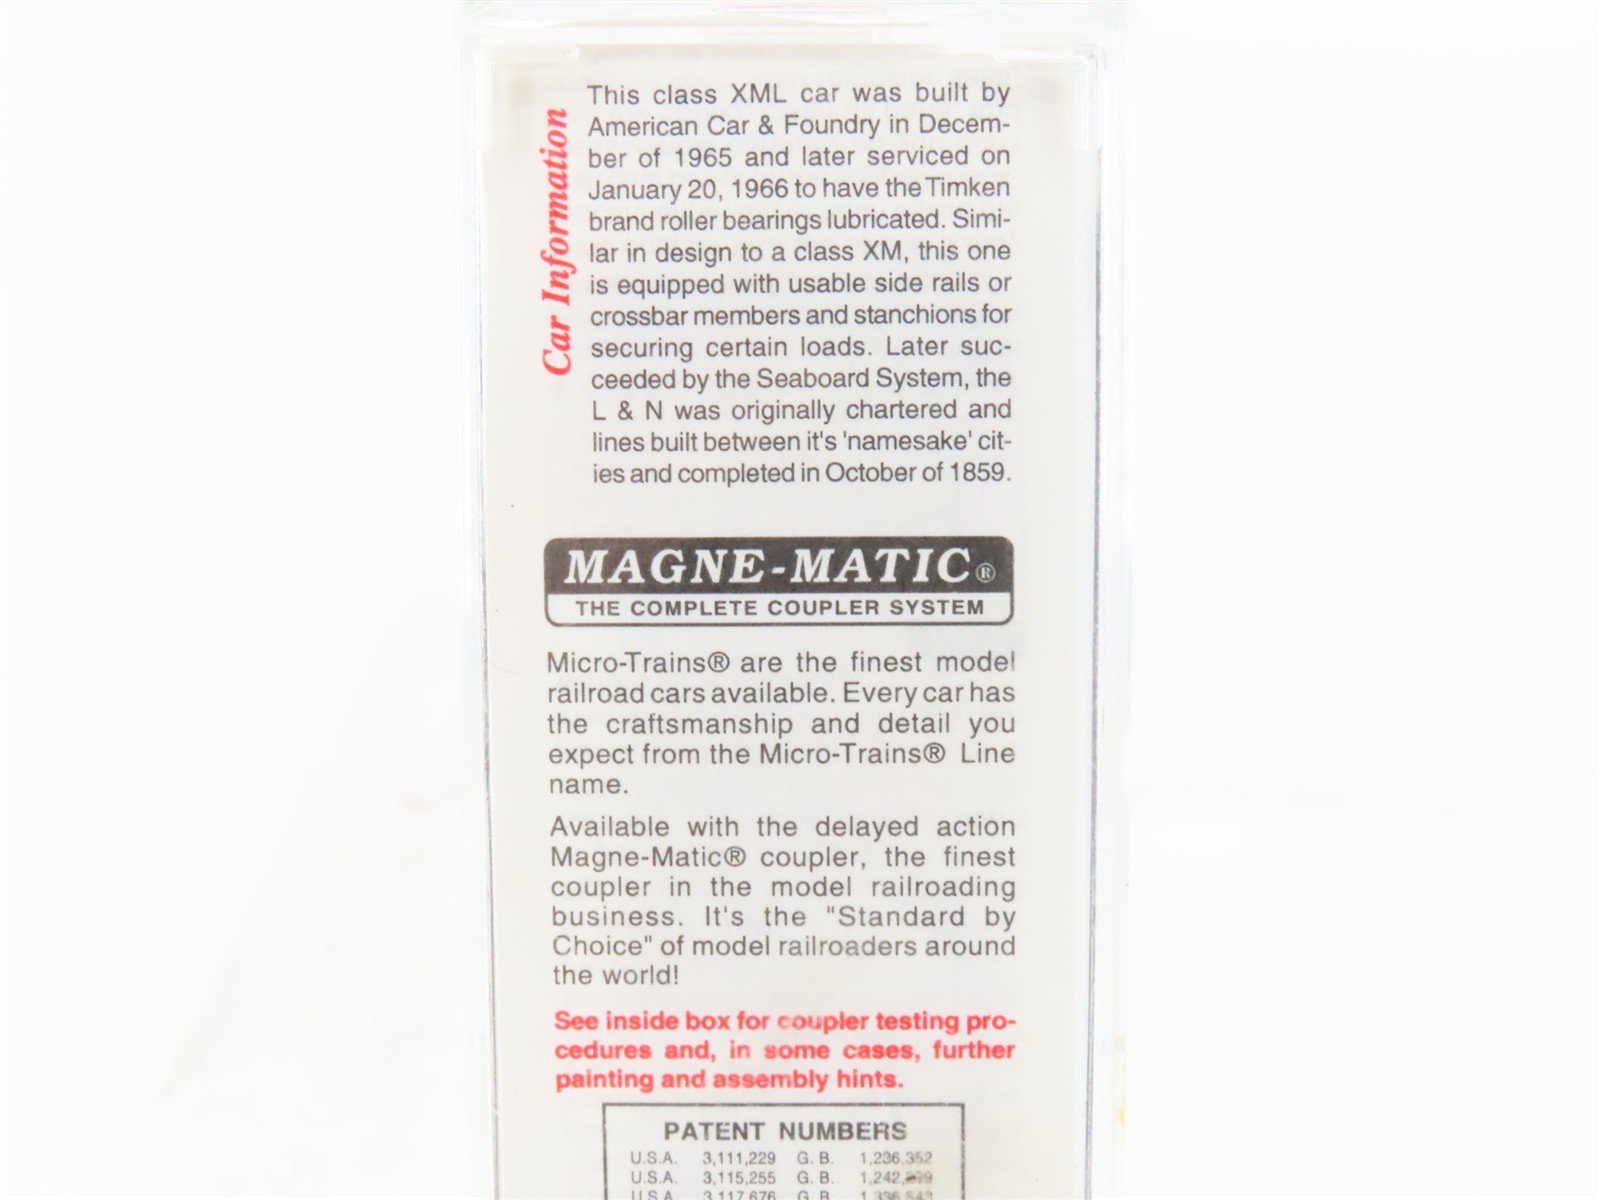 Car Information
This class XML car was built by
American Car & Foundry in Decem-
ber of 1965 and later serviced on
January 20, 1966 to have the Timken
brand roller bearings lubricated. Simi-
lar in design to a class XM, this one
is equipped with usable side rails or
crossbar members and stanchions for
securing certain loads. Later suc-
ceeded by the Seaboard System, the
L & N was originally chartered and
lines built between it's 'namesake' cit-
ies and completed in October of 1859.
MAGNE-MATIC®
THE COMPLETE COUPLER SYSTEM
Micro-Trains® are the finest model
railroad cars available. Every car has
the craftsmanship and detail you
expect from the Micro-Trains® Line
name.
Available with the delayed action
Magne-Matic® coupler, the finest
coupler in the model railroading
business. It's the "Standard by
Choice" of model railroaders around
the world!
See inside box for coupler testing pro-
cedures and, in some cases, further
painting and assembly hints.
PATENT NUMBERS
U.S.A. 3,111,229 G.B. 1,236,352
U.S.A. 3,115,255 G.B.
U.S.A. 3,117,676 G.B.